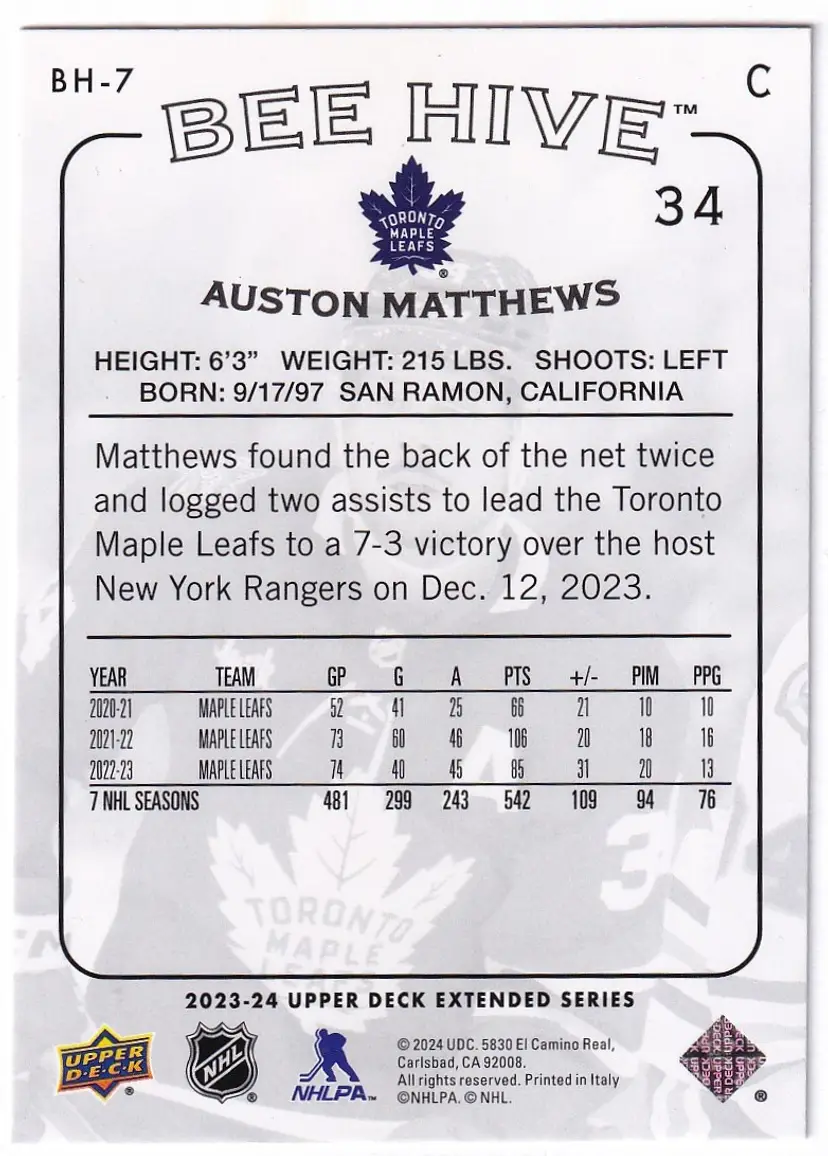 BH-7
C
BEE HIVE™
34
TORONTO
MAPLE
LEAFS
®
AUSTON MATTHEWS
HEIGHT: 6'3" WEIGHT: 215 LBS. SHOOTS: LEFT
BORN: 9/17/97 SAN RAMON, CALIFORNIA
Matthews found the back of the net twice
and logged two assists to lead the Toronto
Maple Leafs to a 7-3 victory over the host
New York Rangers on Dec. 12, 2023.
YEAR TEAM GP G A PTS +/- PIM PPG
2020-21 MAPLE LEAFS 52 41 25 66 21 10 10
2021-22 MAPLE LEAFS 73 60 46 106 20 18 16
2022-23 MAPLE LEAFS 74 40 45 85 31 20 13
7 NHL SEASONS 481 299 243 542 109 94 76
3
TORONTO
MAPLE
LEAFS
2023-24 UPPER DECK EXTENDED SERIES
UPPER
D·E·C·K
®
NHL
®
NHLPA™
© 2024 UDC. 5830 El Camino Real,
Carlsbad, CA 92008.
All rights reserved. Printed in Italy
©NHLPA. © NHL.
UPPER DECK
®